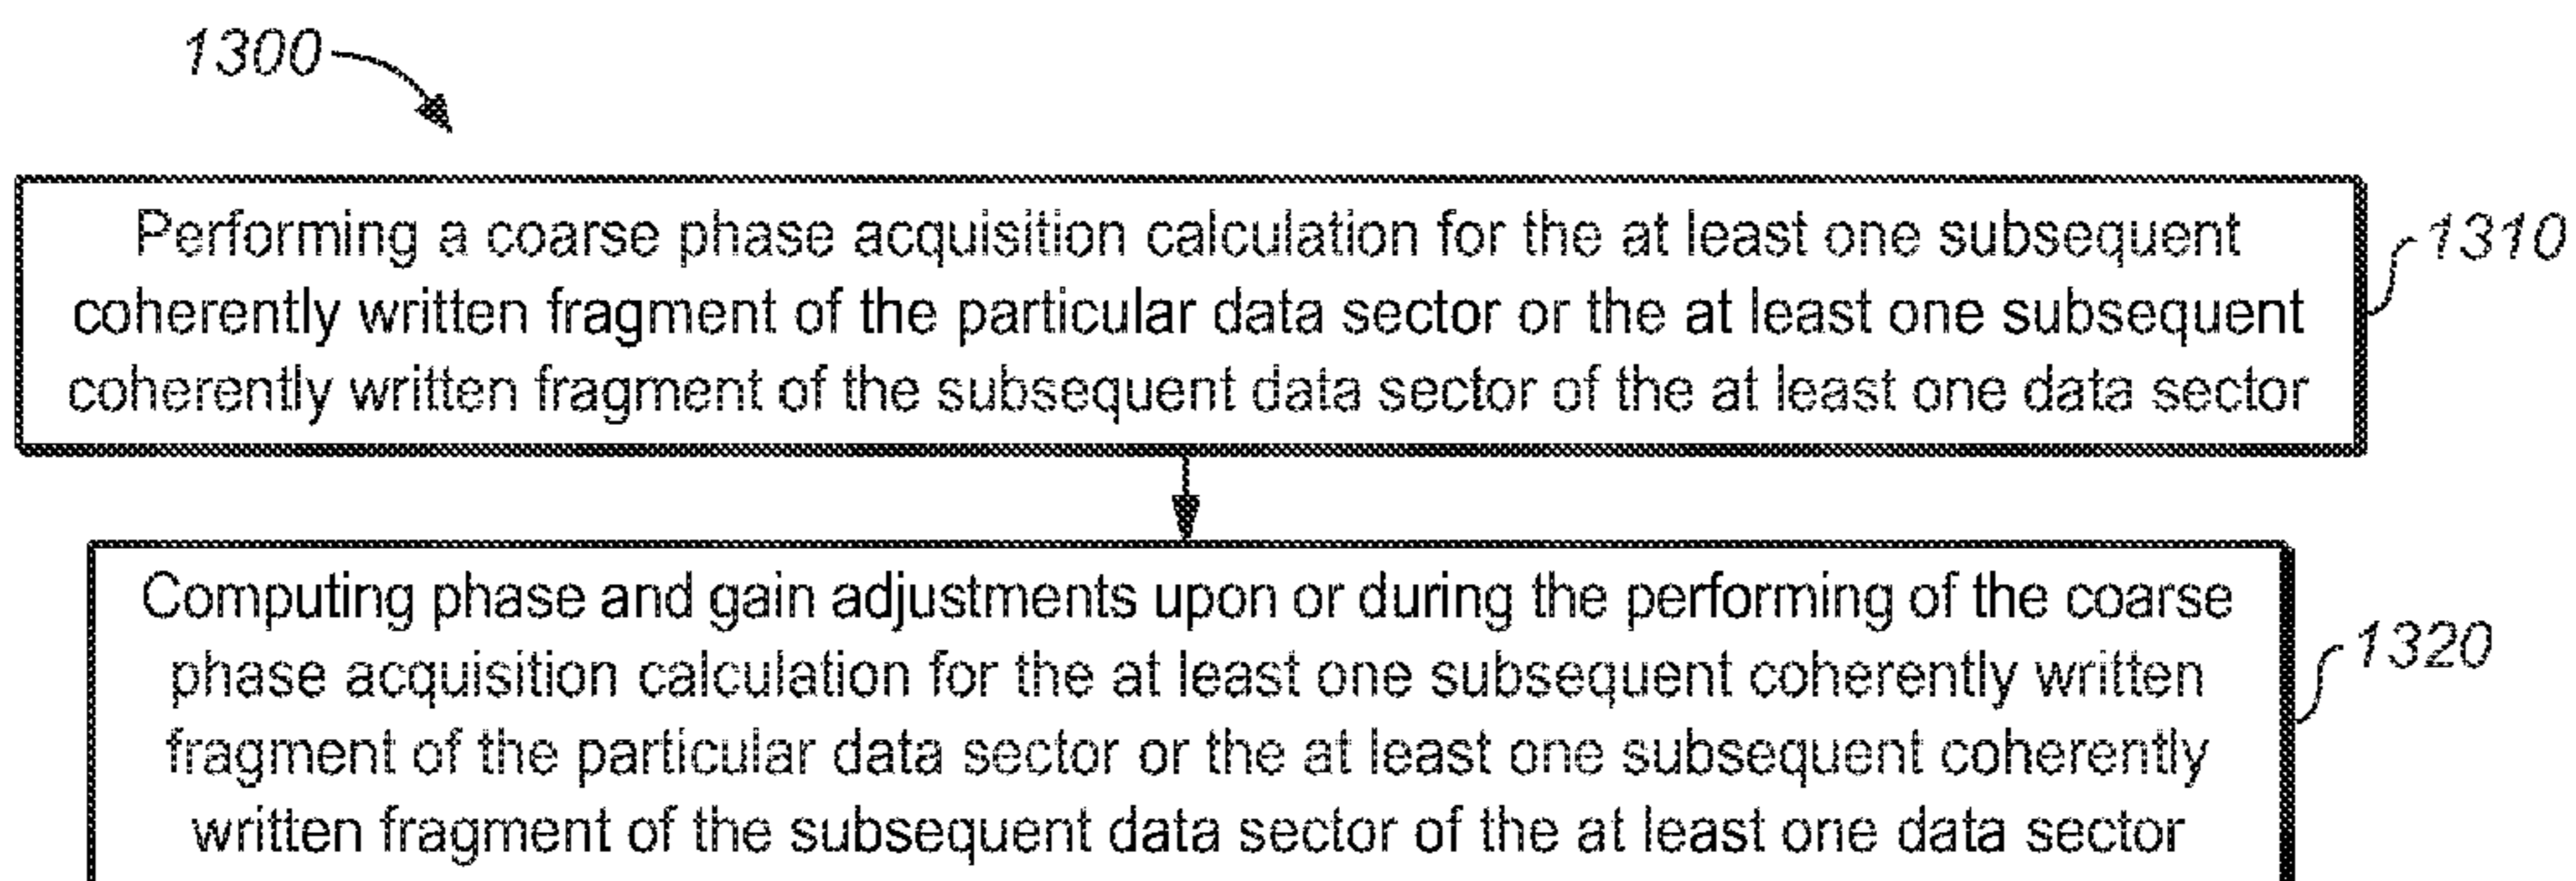 1300
Performing a coarse phase acquisition calculation for the at least one subsequent
coherently written fragment of the particular data sector or the at least one subsequent
coherently written fragment of the subsequent data sector of the at least one data sector
1310
Computing phase and gain adjustments upon or during the performing of the coarse
phase acquisition calculation for the at least one subsequent coherently written
fragment of the particular data sector or the at least one subsequent coherently
written fragment of the subsequent data sector of the at least one data sector
1320